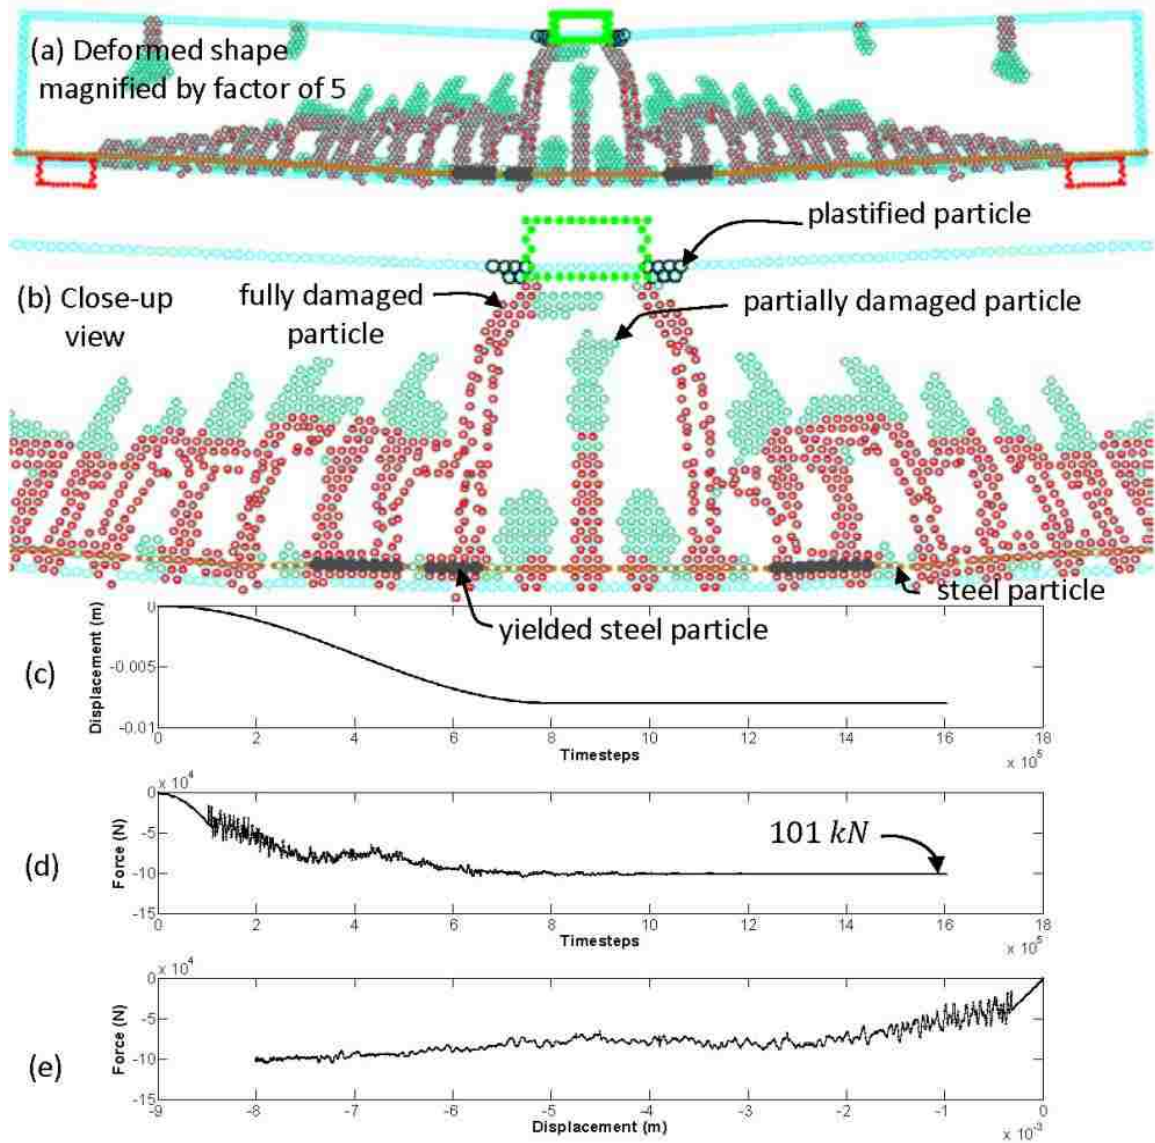 (a) Deformed shape
magnified by factor of 5
plastified particle
(b) Close-up
view
fully damaged
particle
partially damaged particle
steel particle
yielded steel particle
(c)
Displacement (m)
0
-0.005
-0.01
0 2 4 6 8 10 12 14 16 18
Timesteps
x 10^5
(d)
x 10^4
Force (N)
0
-5
-10
-15
101 kN
0 2 4 6 8 10 12 14 16 18
Timesteps
x 10^5
(e)
x 10^4
Force (N)
0
-5
-10
-15
-9 -8 -7 -6 -5 -4 -3 -2 -1 0
Displacement (m)
x 10^-3